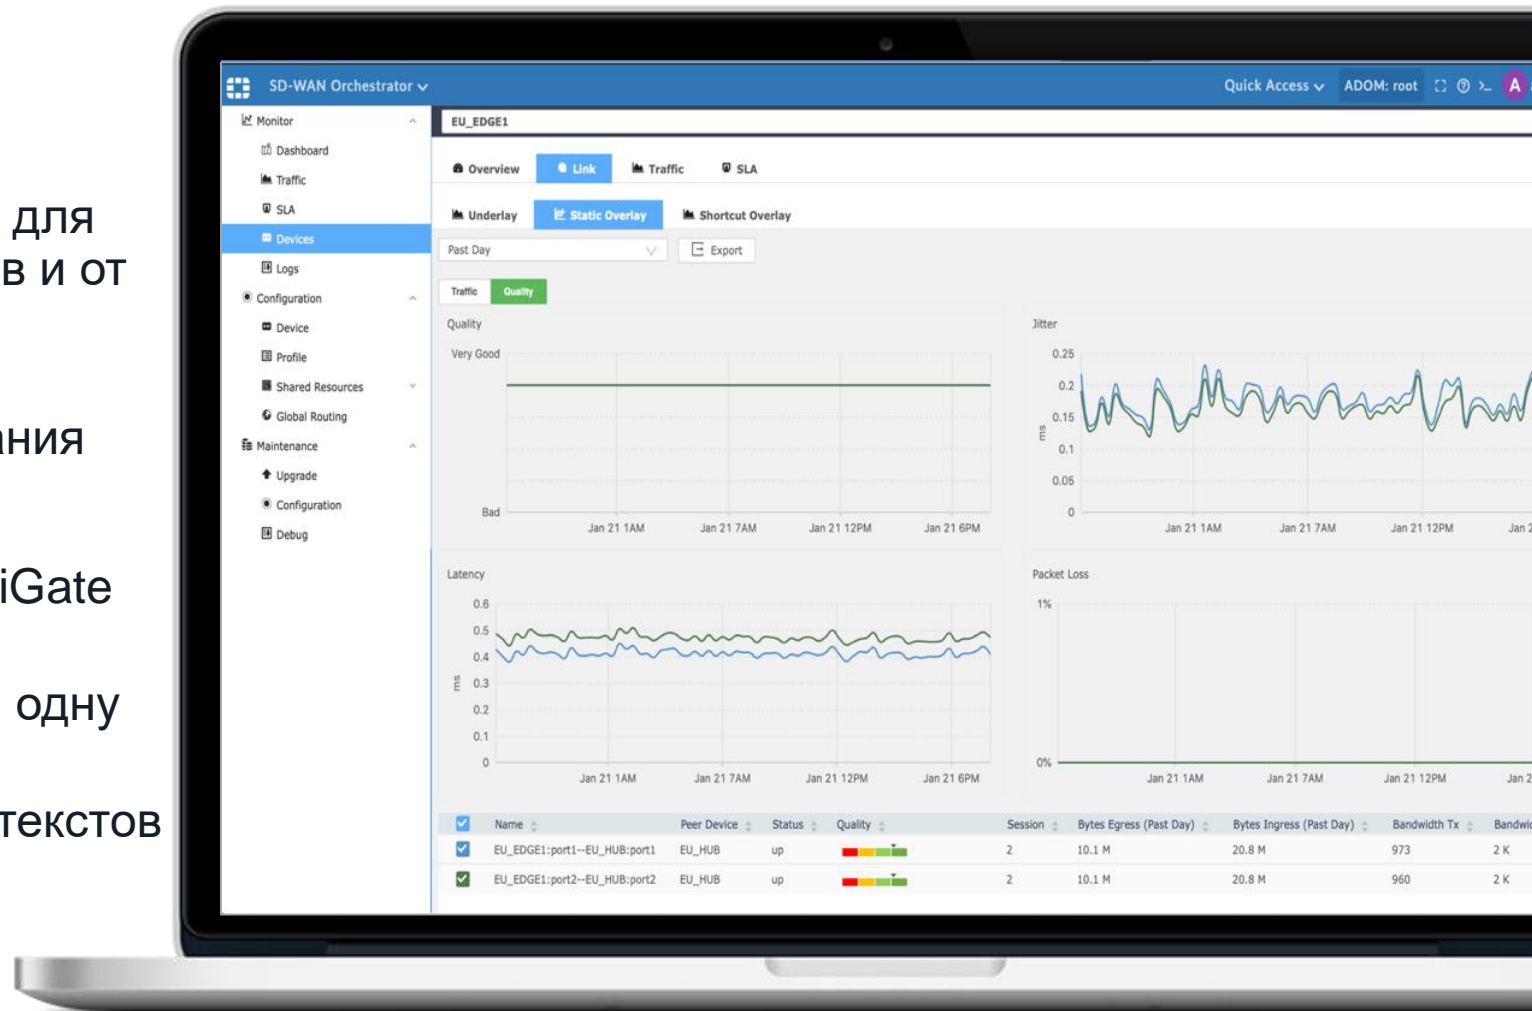 для
в и от
ания
iGate
одну
текстов
SD-WAN Orchestrator
Quick Access
ADOM: root
A
Monitor
Dashboard
Traffic
SLA
Devices
Logs
Configuration
Device
Profile
Shared Resources
Global Routing
Maintenance
Upgrade
Configuration
Debug
EU_EDGE1
Overview Link Traffic SLA
Underlay Static Overlay Shortcut Overlay
Past Day Export
Traffic Quality
Quality
Very Good
Bad
Jan 21 1AM Jan 21 7AM Jan 21 12PM Jan 21 6PM
Jitter
0.25
0.2
0.15
0.1
0.05
0
ms
Jan 21 1AM Jan 21 7AM Jan 21 12PM Jan 2
Latency
0.6
0.5
0.4
0.3
0.2
0.1
0
ms
Jan 21 1AM Jan 21 7AM Jan 21 12PM Jan 21 6PM
Packet Loss
1%
0%
Jan 21 1AM Jan 21 7AM Jan 21 12PM Jan 2
Name Peer Device Status Quality Session Bytes Egress (Past Day) Bytes Ingress (Past Day) Bandwidth Tx Bandwid
EU_EDGE1:port1--EU_HUB:port1 EU_HUB up 2 10.1 M 20.8 M 973 2 K
EU_EDGE1:port2--EU_HUB:port2 EU_HUB up 2 10.1 M 20.8 M 960 2 K